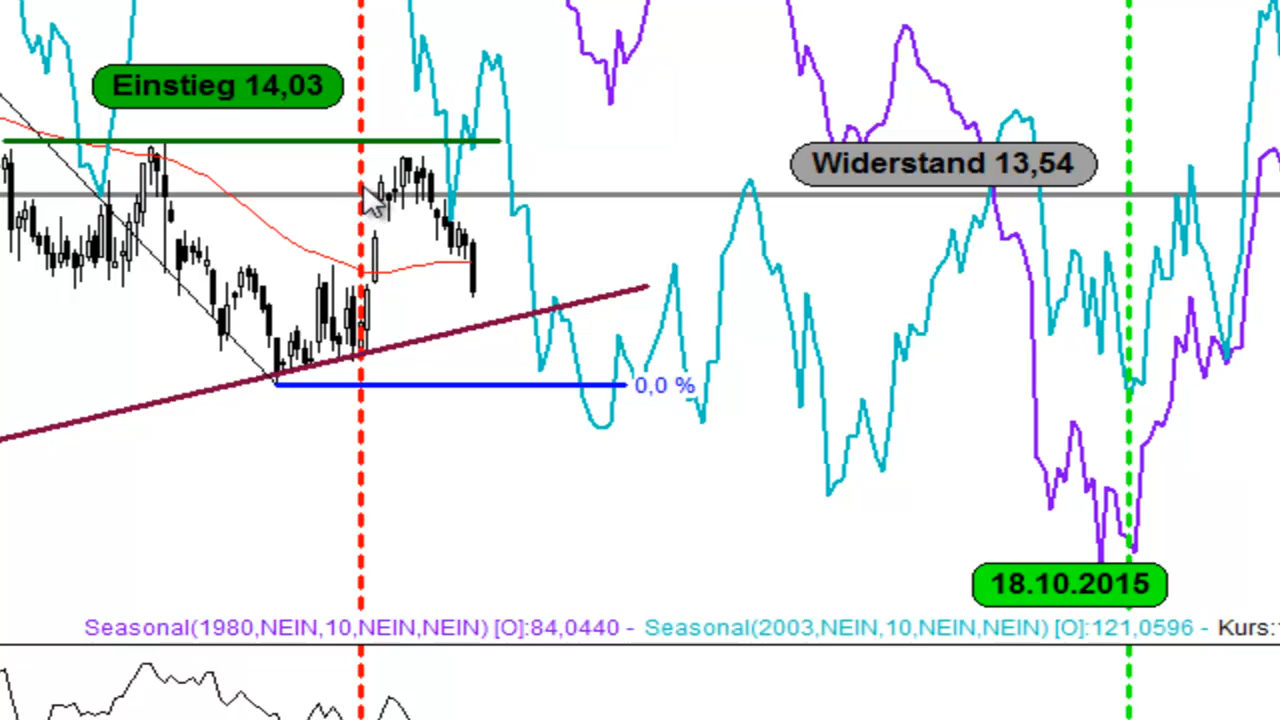 Einstieg 14,03
Widerstand 13,54
0,0 %
18.10.2015
Seasonal(1980,NEIN,10,NEIN,NEIN) [O]:84,0440 - Seasonal(2003,NEIN,10,NEIN,NEIN) [O]:121,0596 - Kurs: